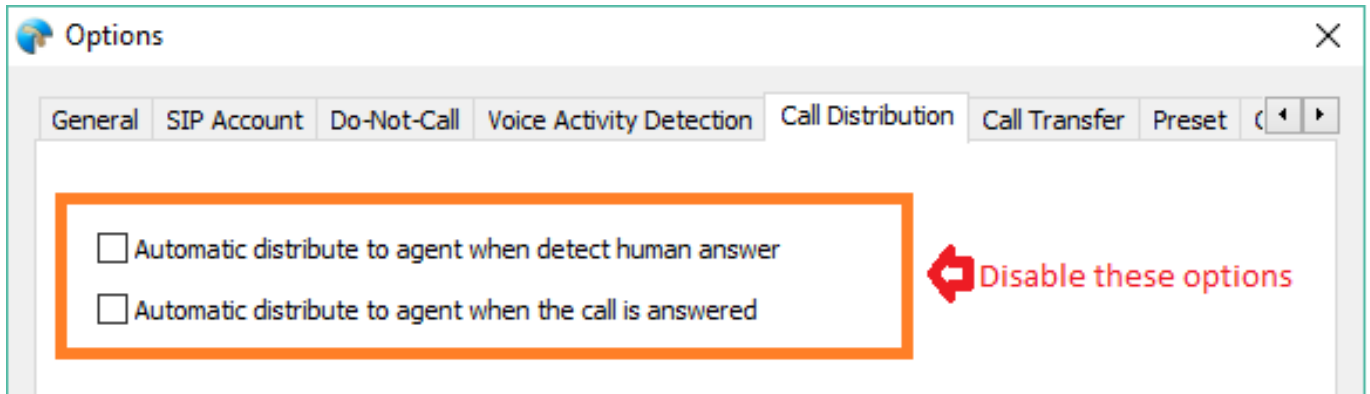 Options
General SIP Account Do-Not-Call Voice Activity Detection Call Distribution Call Transfer Preset
Automatic distribute to agent when detect human answer
Automatic distribute to agent when the call is answered
Disable these options